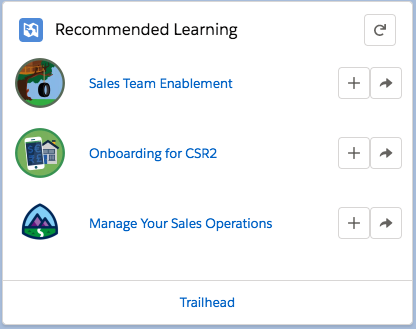 Recommended Learning
Sales Team Enablement
Onboarding for CSR2
Manage Your Sales Operations
Trailhead